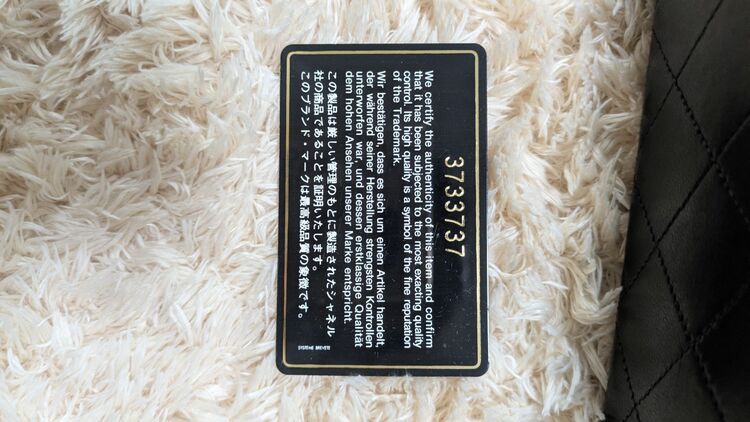 3733737
We certify the authenticity of this item and confirm
that it has been subjected to the most exacting quality
control. Its high quality is a symbol of the fine reputation
of the Trademark.
Wir bestätigen, dass es sich um einen Artikel handelt,
der während seiner Herstellung strengsten Kontrollen
unterworfen war, und dessen erstklassige Qualität
dem hohen Ansehen unserer Marke entspricht.
この製品は厳しい管理のもとに製造されたシャネル
社の商品であることを証明いたします。
このブランド・マークは最高級品質の象徴です。
SYSTEME BREVETE